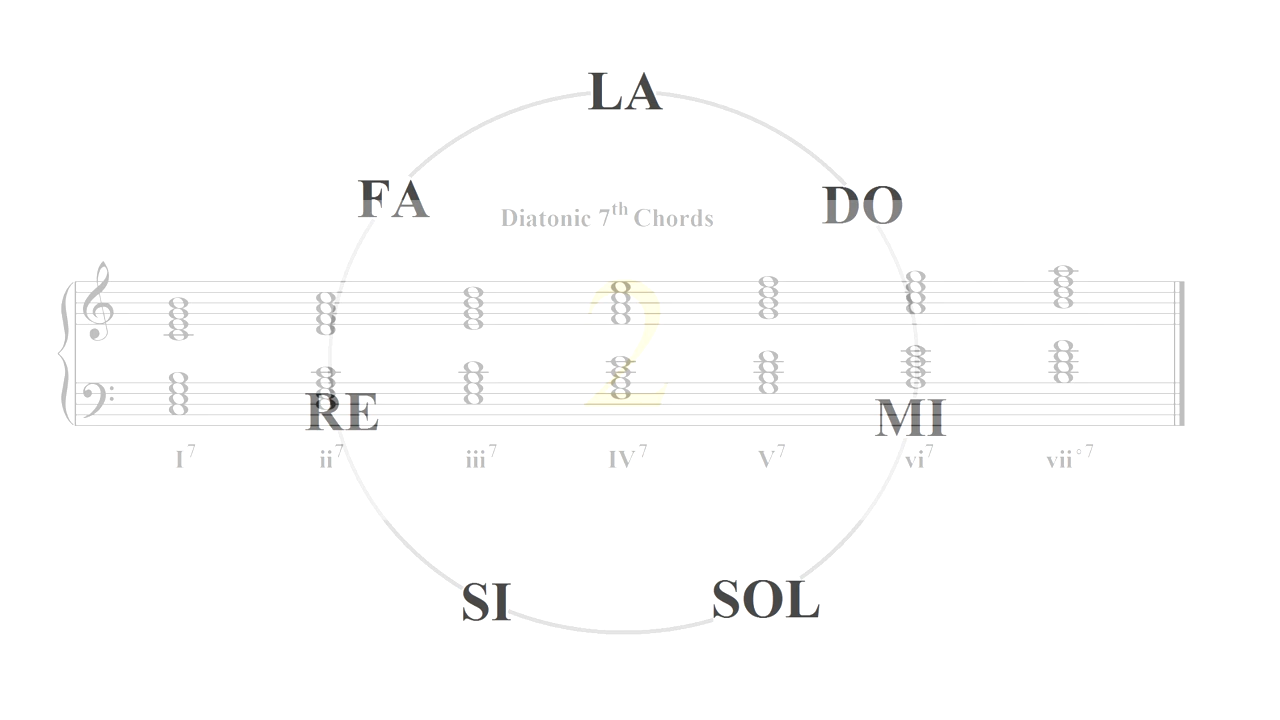 LA
FA DO
Diatonic 7th Chords
2
RE MI
I7 ii7 iii7 IV7 V7 vi7 vii°7
SI SOL